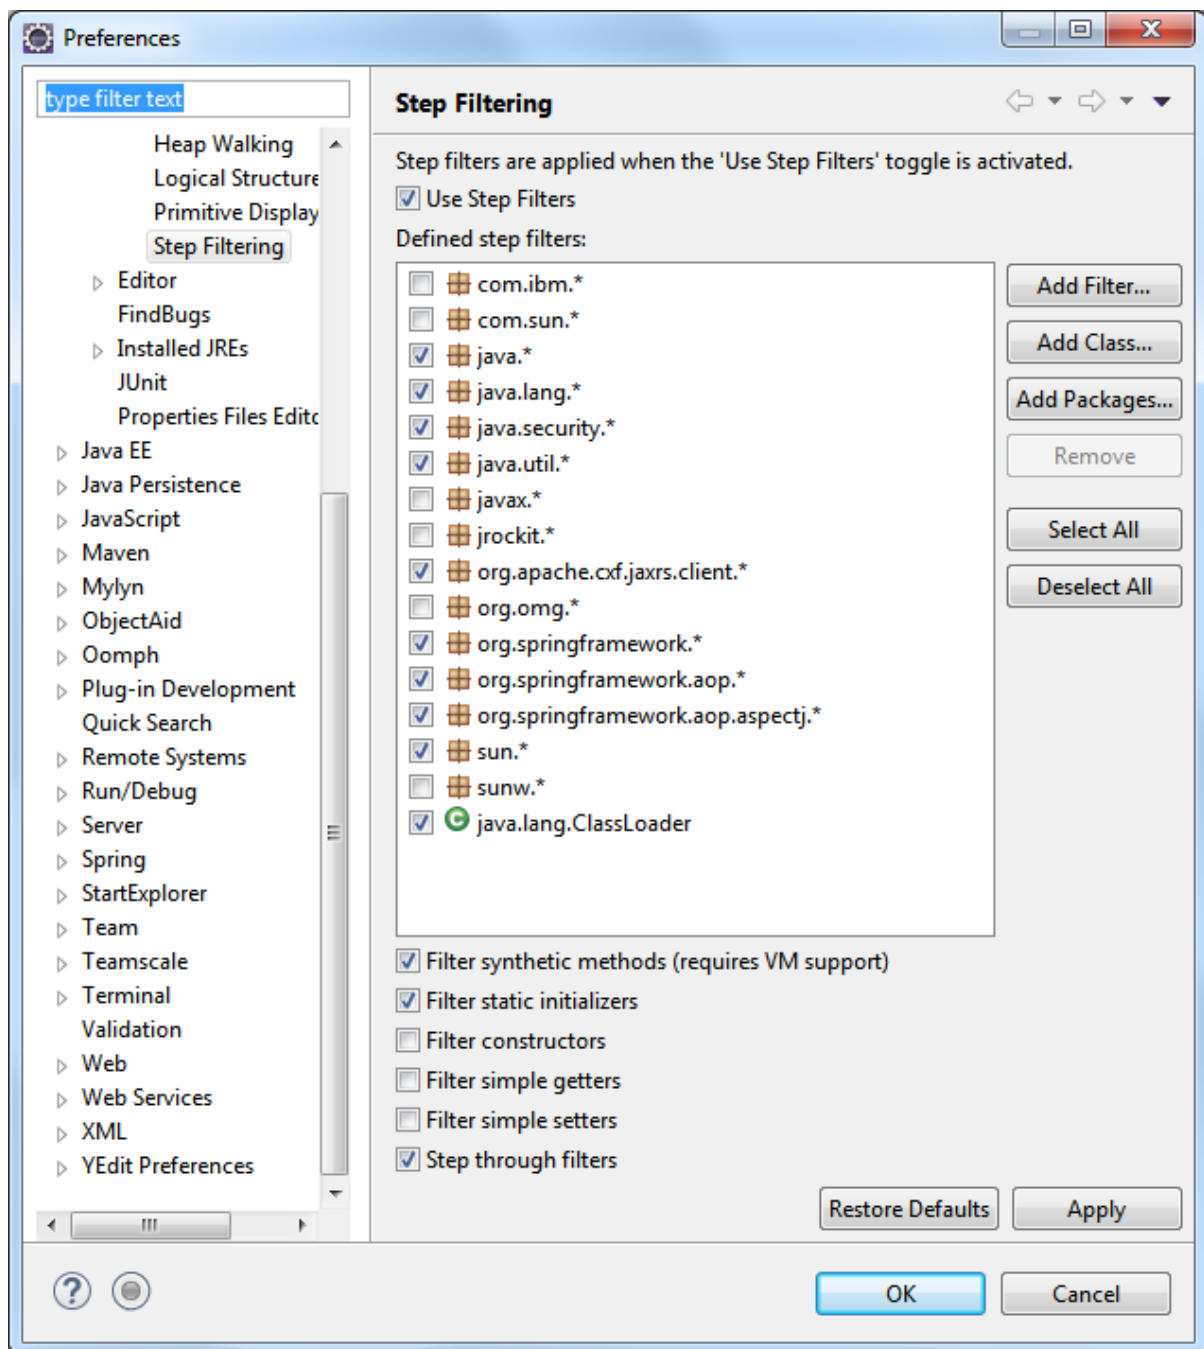 Preferences
type filter text
Heap Walking
Logical Structure
Primitive Display
Step Filtering
Editor
FindBugs
Installed JREs
JUnit
Properties Files Edito
Java EE
Java Persistence
JavaScript
Maven
Mylyn
ObjectAid
Oomph
Plug-in Development
Quick Search
Remote Systems
Run/Debug
Server
Spring
StartExplorer
Team
Teamscale
Terminal
Validation
Web
Web Services
XML
YEdit Preferences
Step Filtering
Step filters are applied when the 'Use Step Filters' toggle is activated.
Use Step Filters
Defined step filters:
com.ibm.*
com.sun.*
java.*
java.lang.*
java.security.*
java.util.*
javax.*
jrockit.*
org.apache.cxf.jaxrs.client.*
org.omg.*
org.springframework.*
org.springframework.aop.*
org.springframework.aop.aspectj.*
sun.*
sunw.*
java.lang.ClassLoader
Add Filter...
Add Class...
Add Packages...
Remove
Select All
Deselect All
Filter synthetic methods (requires VM support)
Filter static initializers
Filter constructors
Filter simple getters
Filter simple setters
Step through filters
Restore Defaults
Apply
OK
Cancel